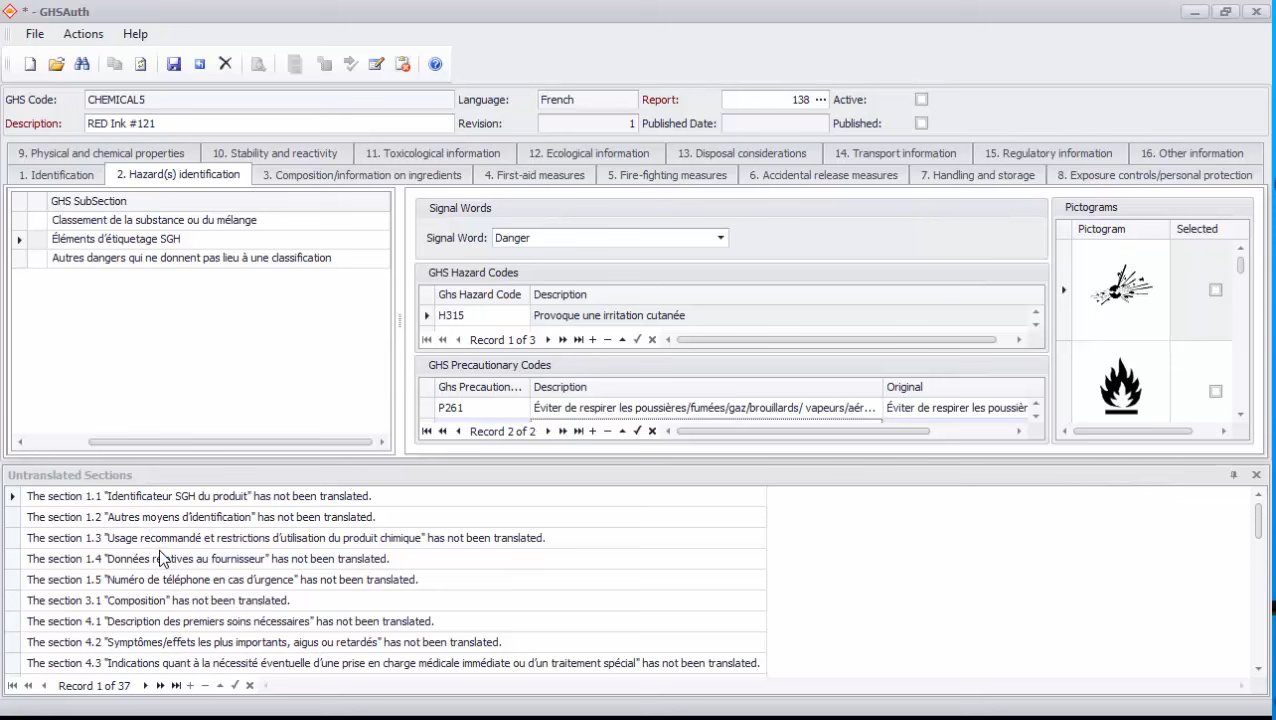 * - GHSAuth
File Actions Help
GHS Code: CHEMICAL5 Language: French Report: 138 ··· Active:
Description: RED Ink #121 Revision: 1 Published Date: Published:
9. Physical and chemical properties 10. Stability and reactivity 11. Toxicological information 12. Ecological information 13. Disposal considerations 14. Transport information 15. Regulatory information 16. Other information
1. Identification 2. Hazard(s) identification 3. Composition/information on ingredients 4. First-aid measures 5. Fire-fighting measures 6. Accidental release measures 7. Handling and storage 8. Exposure controls/personal protection
GHS SubSection
Classement de la substance ou du mélange
Éléments d'étiquetage SGH
Autres dangers qui ne donnent pas lieu à une classification
Signal Words
Signal Word: Danger
GHS Hazard Codes
Ghs Hazard Code Description
H315 Provoque une irritation cutanée
Record 1 of 3
GHS Precautionary Codes
Ghs Precaution... Description Original
P261 Éviter de respirer les poussières/fumées/gaz/brouillards/ vapeurs/aér... Éviter de respirer les poussièr
Record 2 of 2
Pictograms
Pictogram Selected
Untranslated Sections
The section 1.1 "Identificateur SGH du produit" has not been translated.
The section 1.2 "Autres moyens d'identification" has not been translated.
The section 1.3 "Usage recommandé et restrictions d'utilisation du produit chimique" has not been translated.
The section 1.4 "Données relatives au fournisseur" has not been translated.
The section 1.5 "Numéro de téléphone en cas d'urgence" has not been translated.
The section 3.1 "Composition" has not been translated.
The section 4.1 "Description des premiers soins nécessaires" has not been translated.
The section 4.2 "Symptômes/effets les plus importants, aigus ou retardés" has not been translated.
The section 4.3 "Indications quant à la nécessité éventuelle d'une prise en charge médicale immédiate ou d'un traitement spécial" has not been translated.
Record 1 of 37